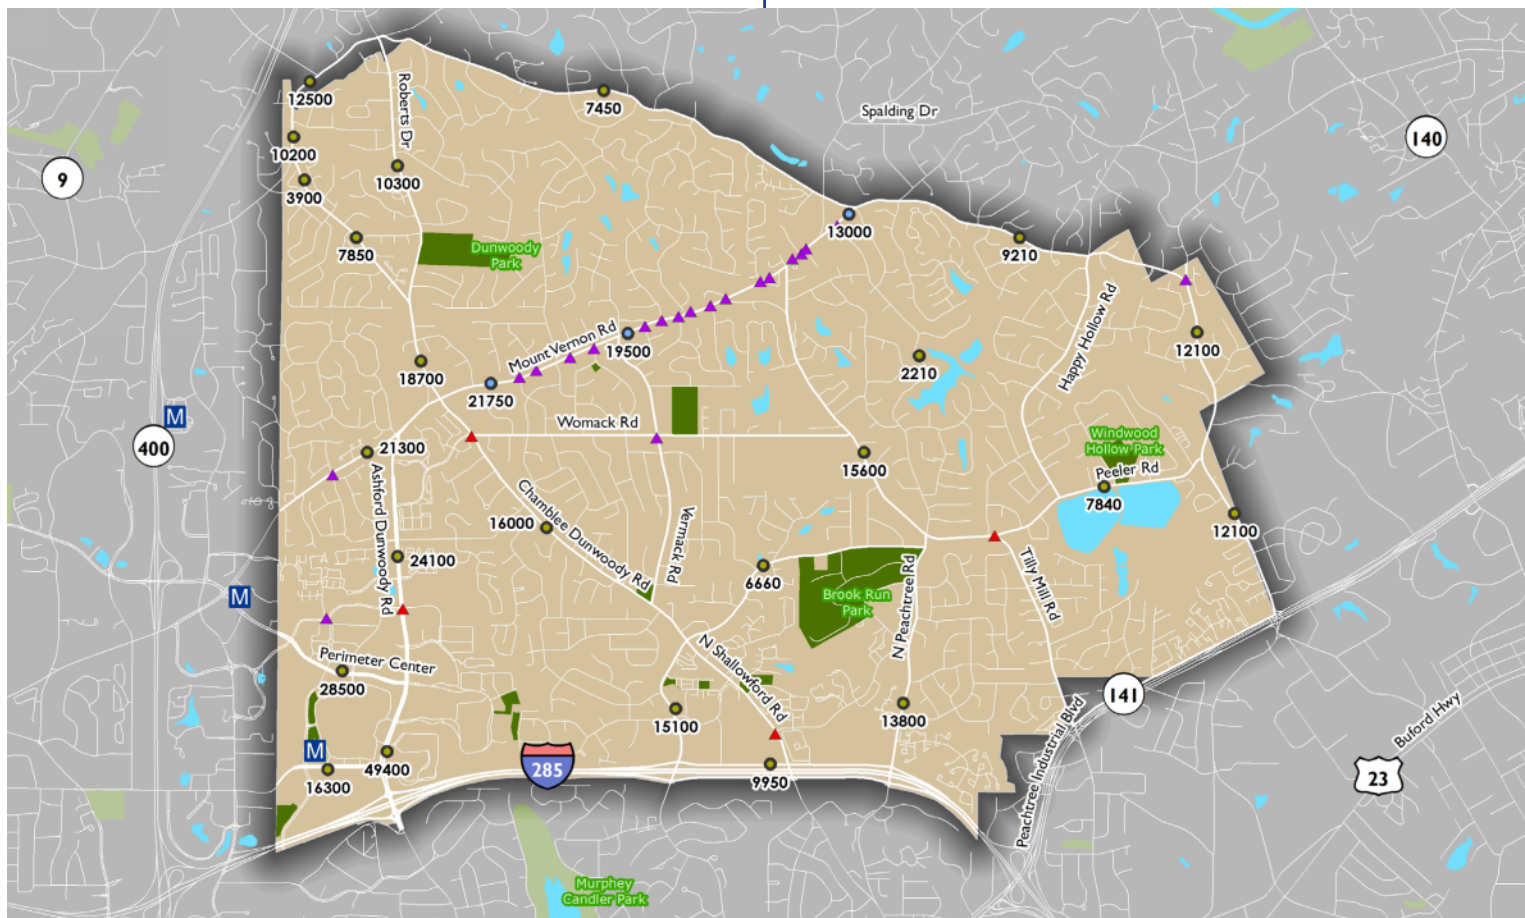 12500
Roberts Dr
7450
Spalding Dr
10200
140
9
3900
10300
7850
Dunwoody
Park
13000
9210
Happy Hollow Rd
12100
Mount Vernon Rd
19500
18700
2210
21750
M
Womack Rd
400
21300
15600
Windwood
Hollow Park
Peeler Rd
7840
Ashford Dunwoody Rd
16000
Chamblee Dunwoody Rd
Vermack Rd
12100
24100
6660
Brook Run
Park
N Peachtree Rd
Tilly Mill Rd
M
Perimeter Center
28500
N Shallowford Rd
15100
13800
141
Peachtree Industrial Blvd
Buford Hwy
M
16300
49400
285
9950
23
Murphey
Candler Park